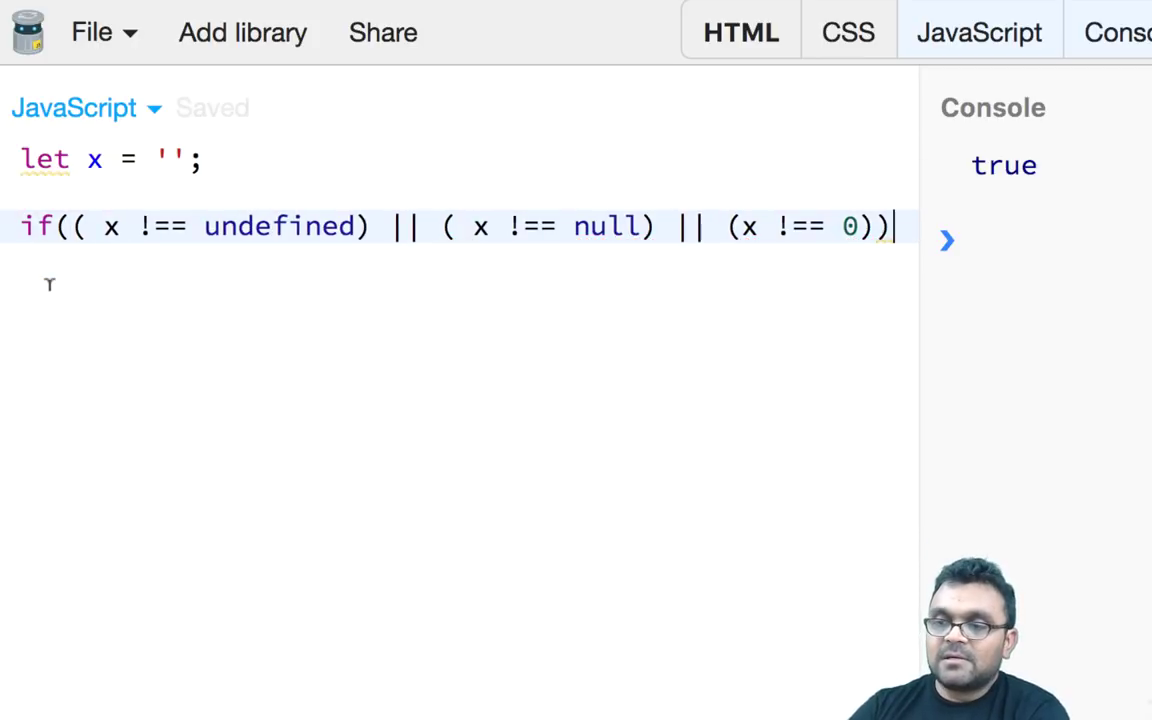 File Add library Share HTML CSS JavaScript Conso
JavaScript Saved Console
let x = '';
true
if(( x !== undefined) || ( x !== null) || (x !== 0))